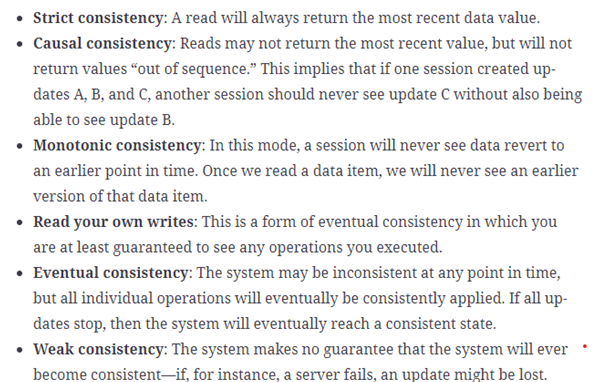 • Strict consistency: A read will always return the most recent data value.
• Causal consistency: Reads may not return the most recent value, but will not
return values “out of sequence.” This implies that if one session created up-
dates A, B, and C, another session should never see update C without also being
able to see update B.
• Monotonic consistency: In this mode, a session will never see data revert to
an earlier point in time. Once we read a data item, we will never see an earlier
version of that data item.
• Read your own writes: This is a form of eventual consistency in which you
are at least guaranteed to see any operations you executed.
• Eventual consistency: The system may be inconsistent at any point in time,
but all individual operations will eventually be consistently applied. If all up-
dates stop, then the system will eventually reach a consistent state.
• Weak consistency: The system makes no guarantee that the system will ever
become consistent—if, for instance, a server fails, an update might be lost.